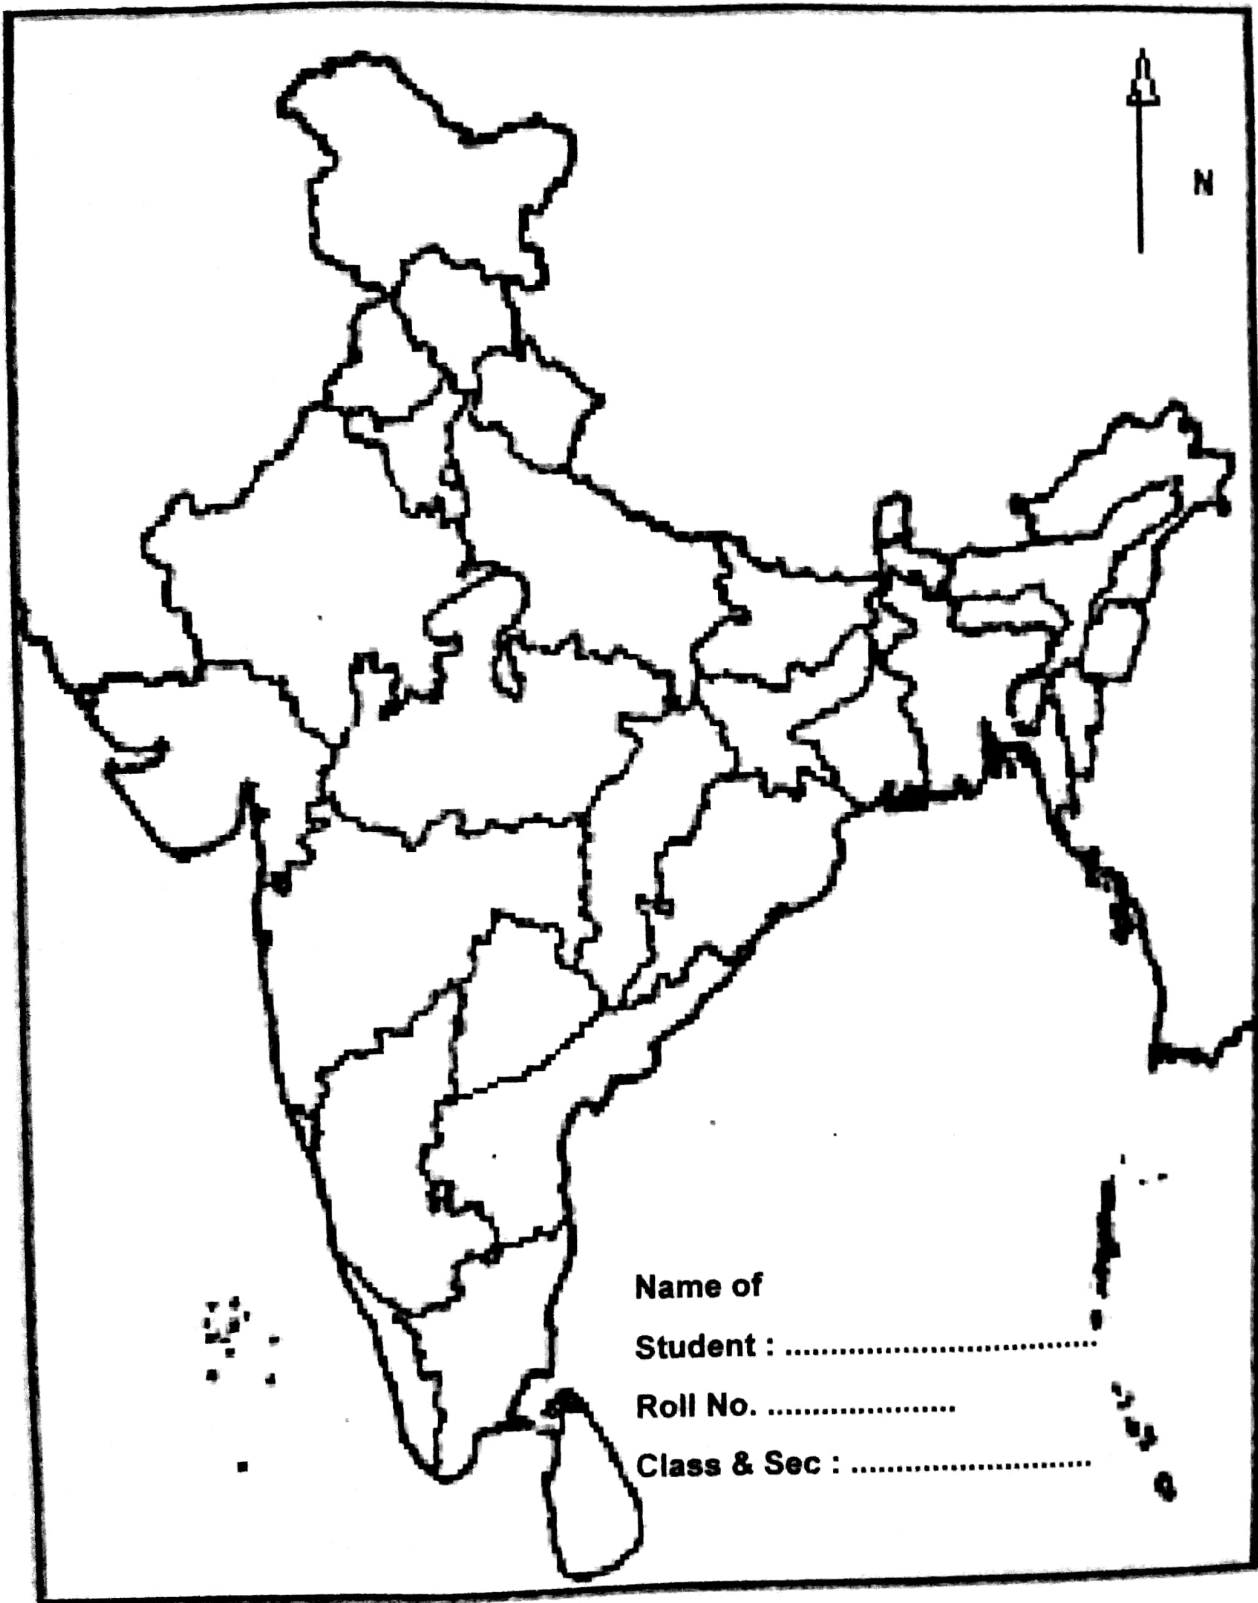 N
Name of
Student : ..................................
Roll No. .....................
Class & Sec : ..........................